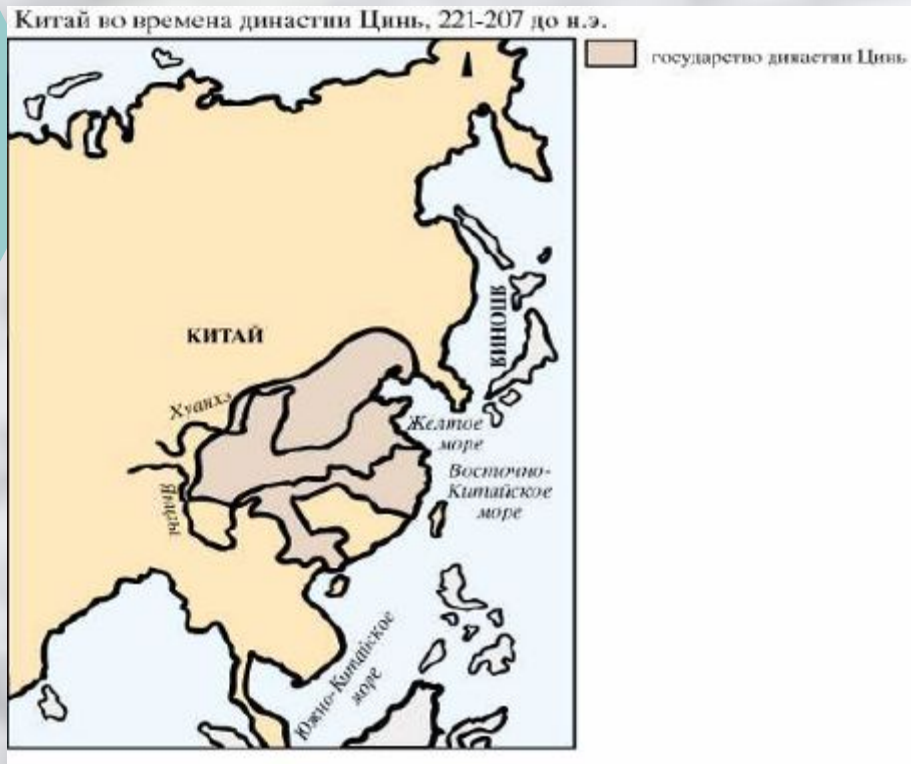 Китай во времена династии Цинь, 221-207 до н.э.
государство династии Цинь
КИТАЙ
ЯПОНИЯ
Хуанхэ
Желтое
море
Восточно-
Китайское
море
Янцзы
Южно-Китайское
море